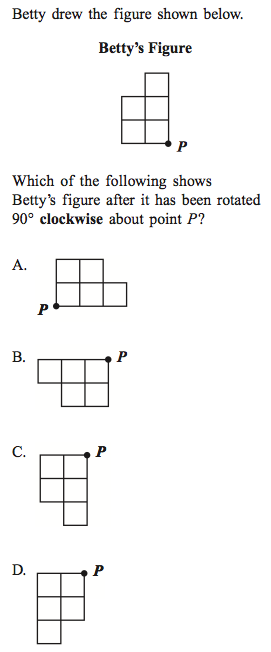 Betty drew the figure shown below.
Betty's Figure
P
Which of the following shows
Betty's figure after it has been rotated
90° clockwise about point P?
A.
P
B.
P
C.
P
D.
P